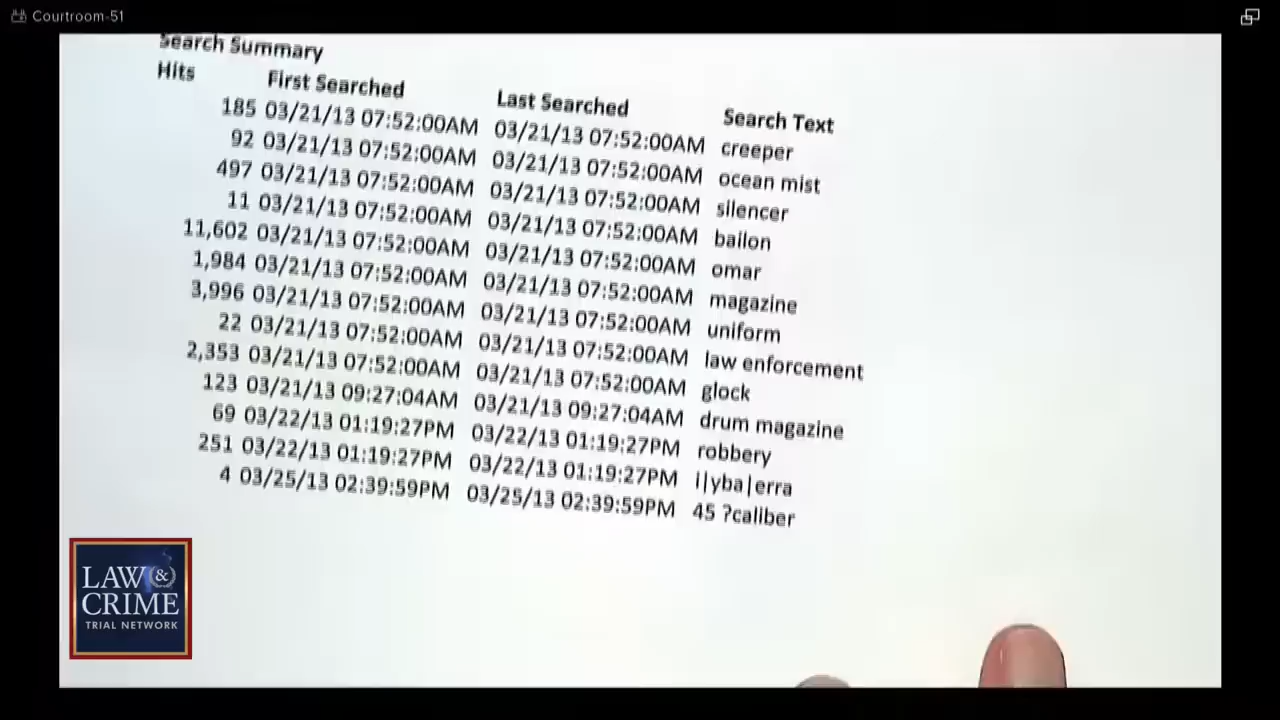 Courtroom-51
Search Summary
Hits First Searched Last Searched Search Text
185 03/21/13 07:52:00AM 03/21/13 07:52:00AM creeper
92 03/21/13 07:52:00AM 03/21/13 07:52:00AM ocean mist
497 03/21/13 07:52:00AM 03/21/13 07:52:00AM silencer
11 03/21/13 07:52:00AM 03/21/13 07:52:00AM bailon
11,602 03/21/13 07:52:00AM 03/21/13 07:52:00AM omar
1,984 03/21/13 07:52:00AM 03/21/13 07:52:00AM magazine
3,996 03/21/13 07:52:00AM 03/21/13 07:52:00AM uniform
22 03/21/13 07:52:00AM 03/21/13 07:52:00AM law enforcement
2,353 03/21/13 07:52:00AM 03/21/13 07:52:00AM glock
123 03/21/13 09:27:04AM 03/21/13 09:27:04AM drum magazine
69 03/22/13 01:19:27PM 03/22/13 01:19:27PM robbery
251 03/22/13 01:19:27PM 03/22/13 01:19:27PM i|yba|erra
4 03/25/13 02:39:59PM 03/25/13 02:39:59PM 45 ?caliber
LAW &
CRIME
TRIAL NETWORK